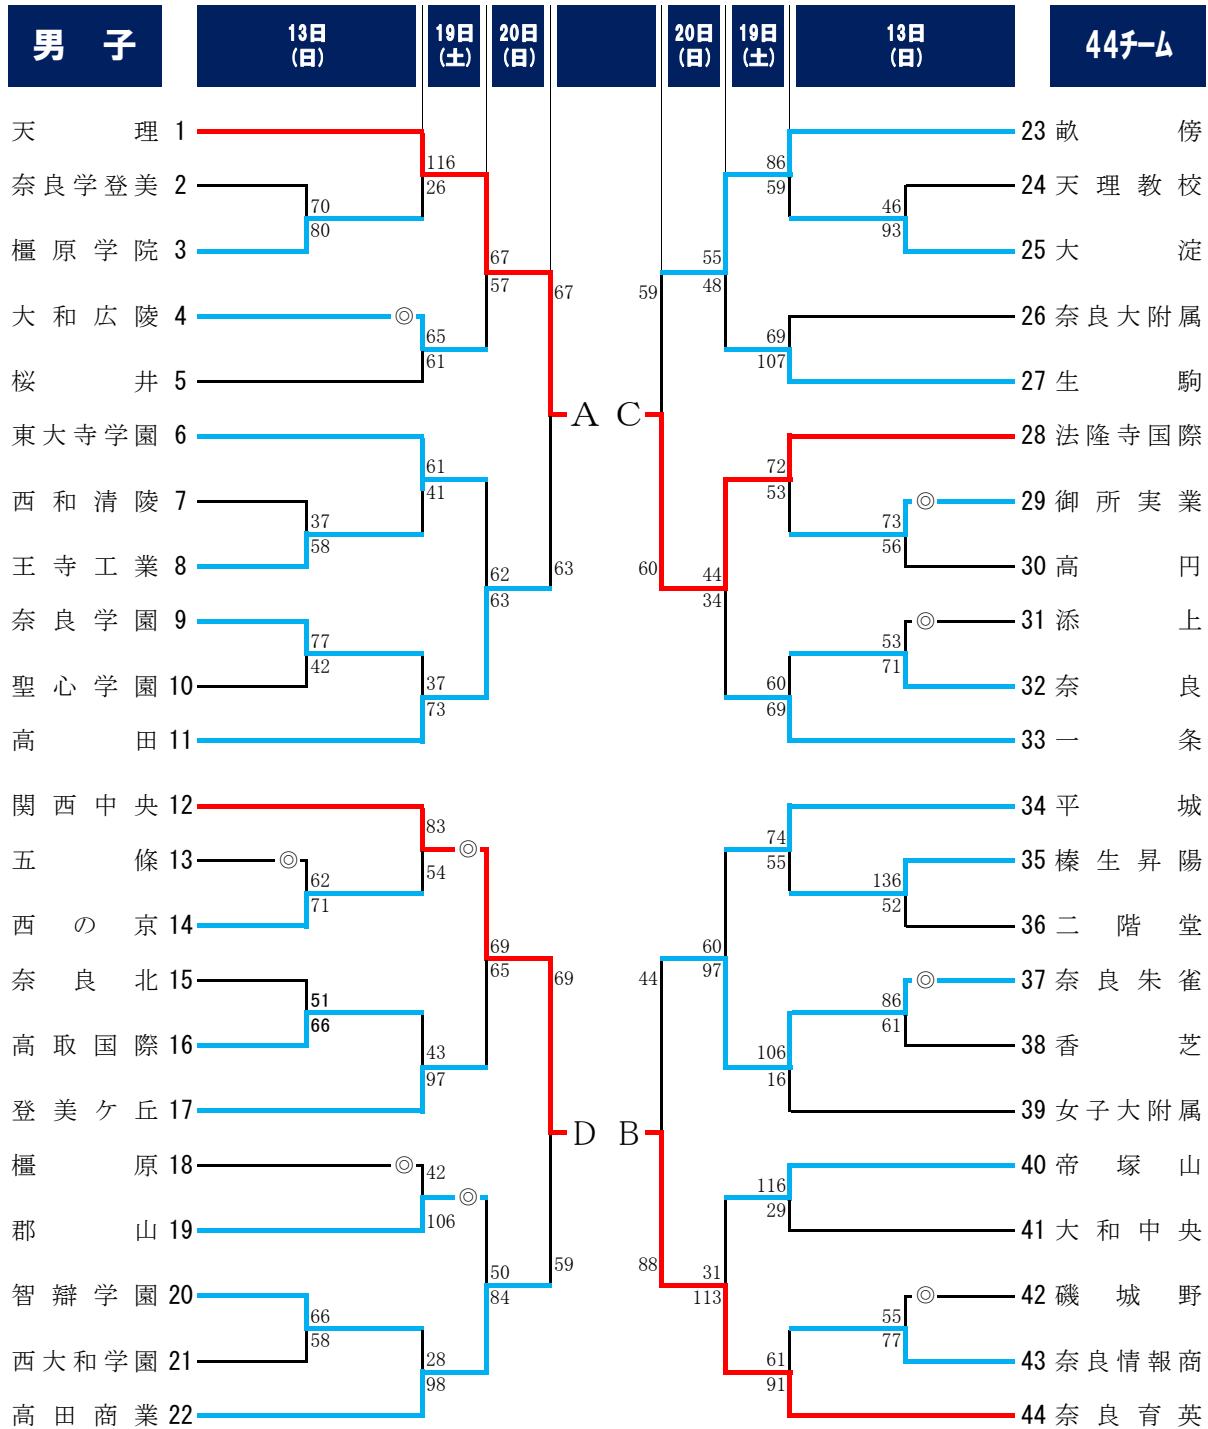 男 子 13日(日) 19日(土) 20日(日) 20日(日) 19日(土) 13日(日) 44チーム
天理 1
116
奈良学登美 2
26
70
80
橿原学院 3
67
57
67
大和広陵 4 ◎
65
61
桜井 5
A
東大寺学園 6
61
41
西和清陵 7
37
58
王寺工業 8
62
63
63
奈良学園 9
77
42
聖心学園 10
37
73
高田 11
関西中央 12
83
◎
54
五條 13 ◎
62
71
西の京 14
69
65
69
奈良北 15
51
66
高取国際 16
43
97
登美ケ丘 17
D
橿原 18 ◎
42
◎
106
郡山 19
50
84
59
智辯学園 20
66
58
西大和学園 21
28
98
高田商業 22
23 畝傍
86
59
24 天理教校
46
93
25 大淀
55
48
59
26 奈良大附属
69
107
27 生駒
C
28 法隆寺国際
72
53
◎ 29 御所実業
73
56
30 高円
44
34
60
◎ 31 添上
53
71
32 奈良
60
69
33 一条
34 平城
74
55
35 榛生昇陽
136
52
36 二階堂
60
97
44
◎ 37 奈良朱雀
86
61
38 香芝
106
16
39 女子大附属
B
40 帝塚山
116
29
41 大和中央
31
113
88
◎ 42 磯城野
55
77
43 奈良情報商
61
91
44 奈良育英